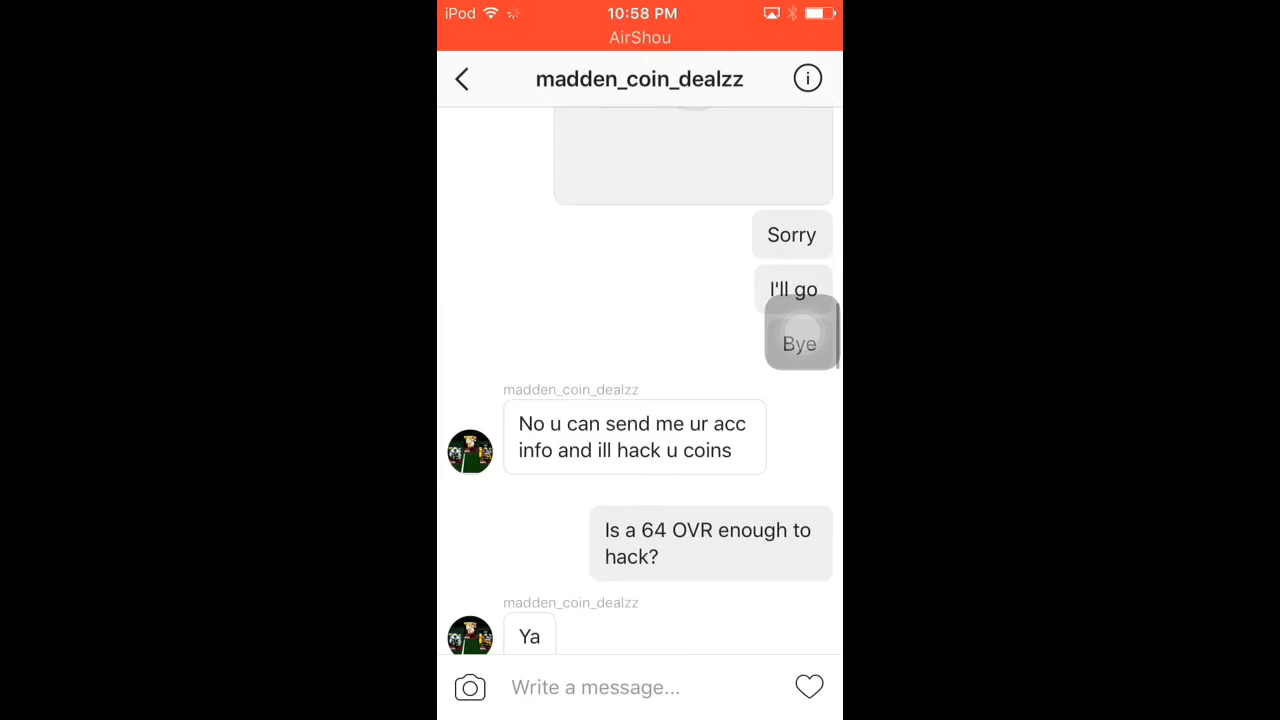 iPod 10:58 PM
AirShou
madden_coin_dealzz
Sorry
I'll go
Bye
madden_coin_dealzz
No u can send me ur acc
info and ill hack u coins
Is a 64 OVR enough to
hack?
madden_coin_dealzz
Ya
Write a message...